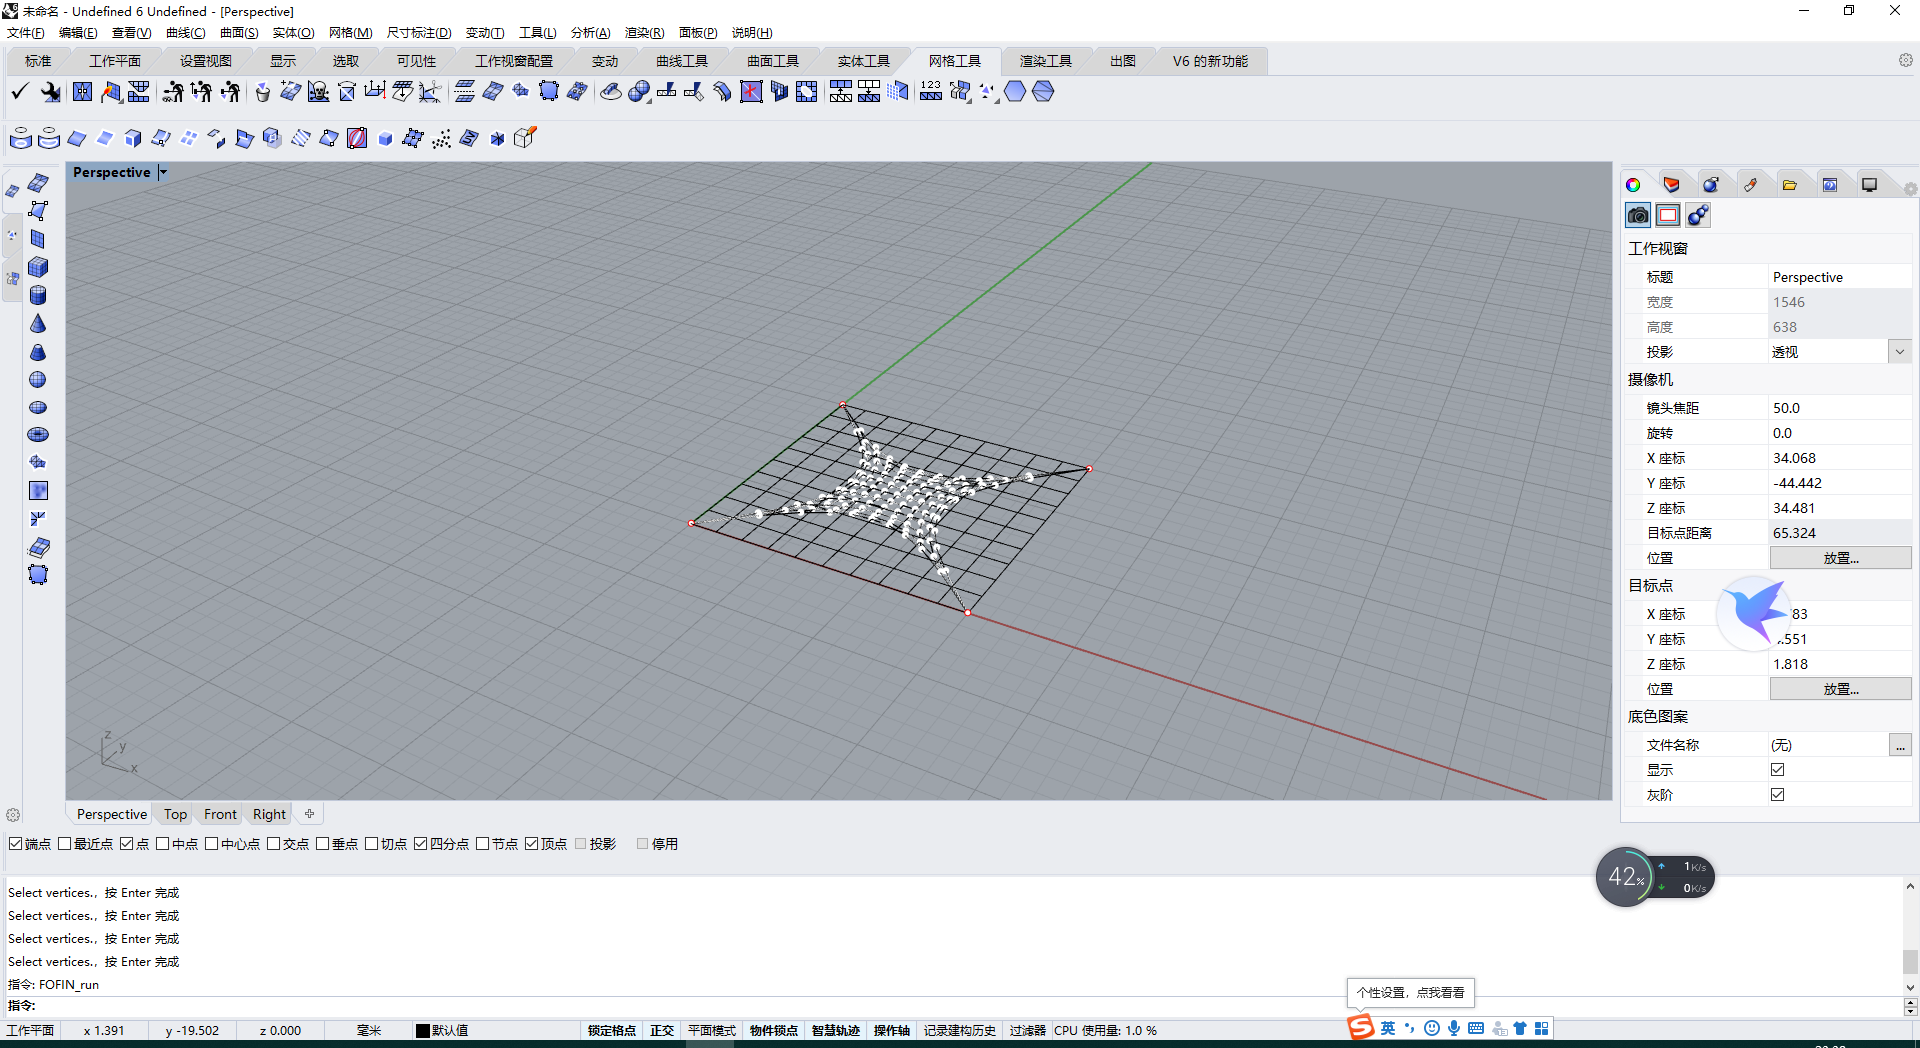 未命名 - Undefined 6 Undefined - [Perspective]
文件(F) 编辑(E) 查看(V) 曲线(C) 曲面(S) 实体(O) 网格(M) 尺寸标注(D) 变动(T) 工具(L) 分析(A) 渲染(R) 面板(P) 说明(H)
标准 工作平面 设置视图 显示 选取 可见性 工作视窗配置 变动 曲线工具 曲面工具 实体工具 网格工具 渲染工具 出图 V6 的新功能
123
Perspective
z
y
x
工作视窗
标题 Perspective
宽度 1546
高度 638
投影 透视
摄像机
镜头焦距 50.0
旋转 0.0
X 座标 34.068
Y 座标 -44.442
Z 座标 34.481
目标点距离 65.324
位置 放置...
目标点
X 座标 83
Y 座标 .551
Z 座标 1.818
位置 放置...
底色图案
文件名称 (无) ...
显示
灰阶
Perspective Top Front Right
端点 最近点 点 中点 中心点 交点 垂点 切点 四分点 节点 顶点 投影 停用
42% 1K/s
0K/s
Select vertices.，按 Enter 完成
Select vertices.，按 Enter 完成
Select vertices.，按 Enter 完成
Select vertices.，按 Enter 完成
指令: FOFIN_run
指令:
个性设置，点我看看
工作平面 x 1.391 y -19.502 z 0.000 毫米 默认值 锁定格点 正交 平面模式 物件锁点 智慧轨迹 操作轴 记录建构历史 过滤器 CPU 使用量: 1.0 %
S 英